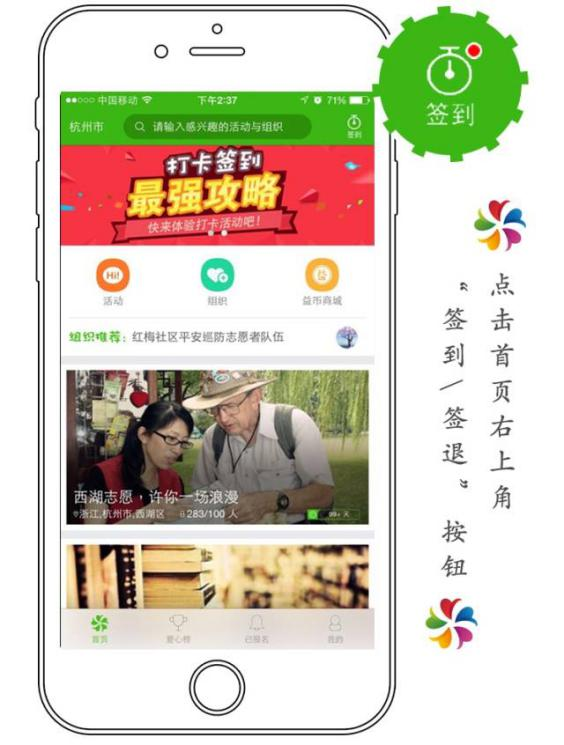 中国移动 下午2:37 71%
杭州市 请输入感兴趣的活动与组织 签到
打卡签到
最强攻略
快来体验打卡活动吧!
Hi!
活动 组织 益币商城
组织推荐: 红梅社区平安巡防志愿者队伍
西湖志愿,许你一场浪漫
浙江,杭州市,西湖区 283/100 人 99+ 天
首页 爱心榜 已报名 我的
签到
点击首页右上角
“签到/签退”按钮